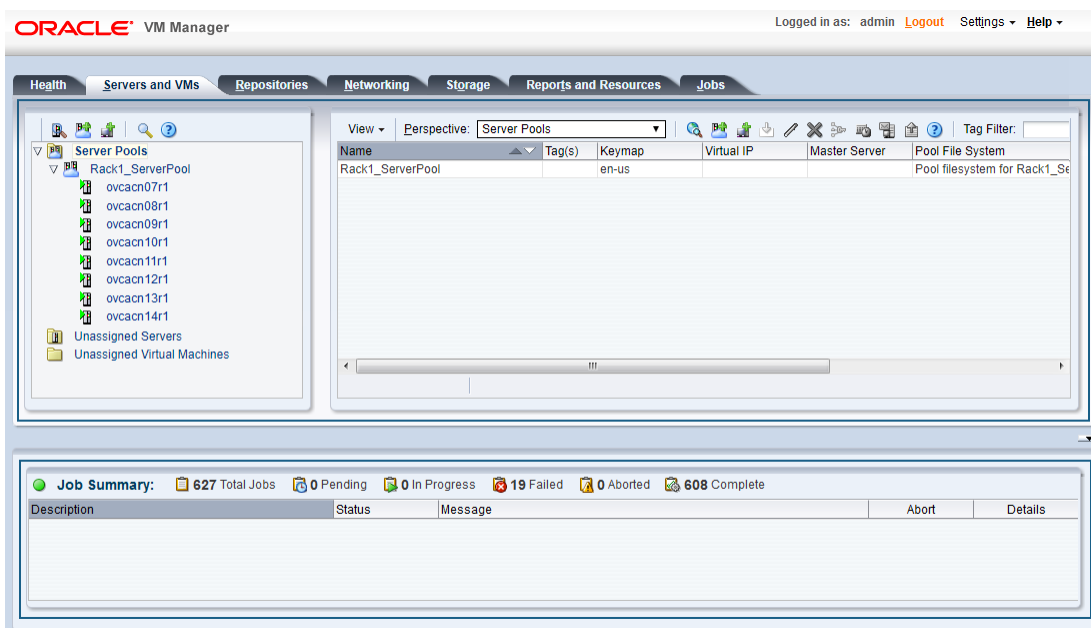 ORACLE VM Manager
Logged in as: admin Logout Settings Help
Health Servers and VMs Repositories Networking Storage Reports and Resources Jobs
View Perspective: Server Pools Tag Filter:
Server Pools
Rack1_ServerPool
ovcacn07r1
ovcacn08r1
ovcacn09r1
ovcacn10r1
ovcacn11r1
ovcacn12r1
ovcacn13r1
ovcacn14r1
Unassigned Servers
Unassigned Virtual Machines
Name Tag(s) Keymap Virtual IP Master Server Pool File System
Rack1_ServerPool en-us Pool filesystem for Rack1_Se
Job Summary: 627 Total Jobs 0 Pending 0 In Progress 19 Failed 0 Aborted 608 Complete
Description Status Message Abort Details